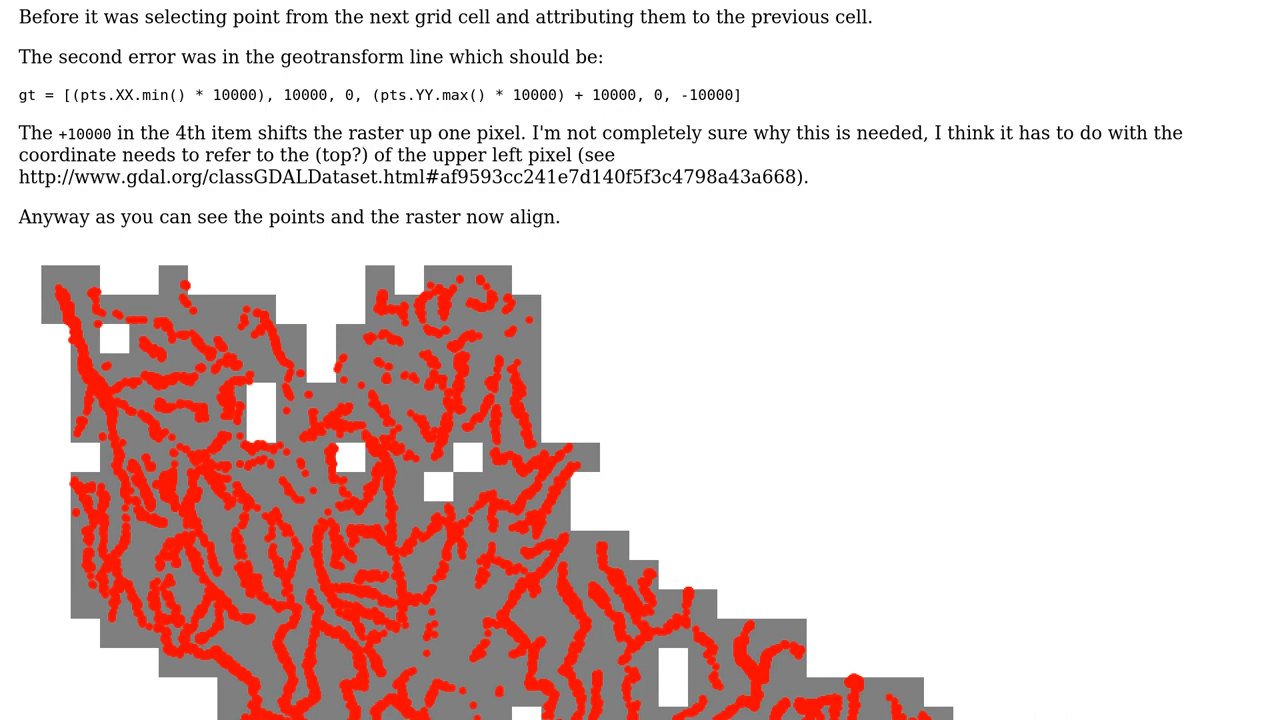 Before it was selecting point from the next grid cell and attributing them to the previous cell.
The second error was in the geotransform line which should be:
gt = [(pts.XX.min() * 10000), 10000, 0, (pts.YY.max() * 10000) + 10000, 0, -10000]
The +10000 in the 4th item shifts the raster up one pixel. I'm not completely sure why this is needed, I think it has to do with the
coordinate needs to refer to the (top?) of the upper left pixel (see
http://www.gdal.org/classGDALDataset.html#af9593cc241e7d140f5f3c4798a43a668).
Anyway as you can see the points and the raster now align.